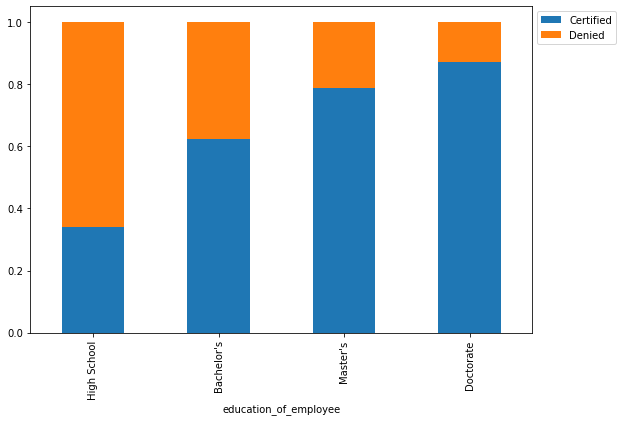 Certified
Denied
1.0
0.8
0.6
0.4
0.2
0.0
High School
Bachelor's
Master's
Doctorate
education_of_employee